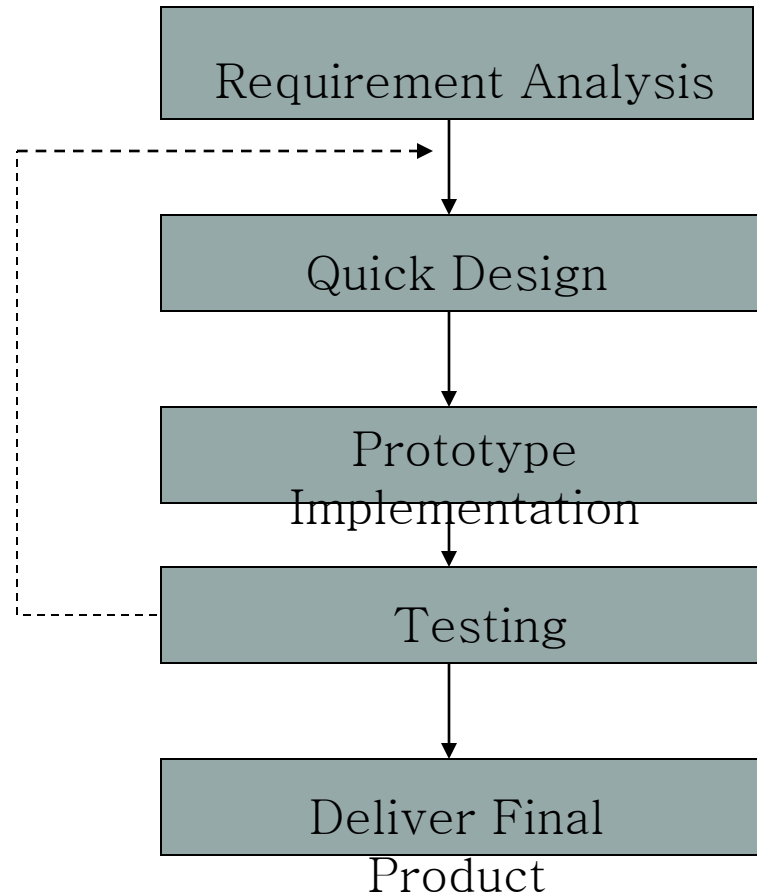 Requirement Analysis
Quick Design
Prototype
Implementation
Testing
Deliver Final
Product